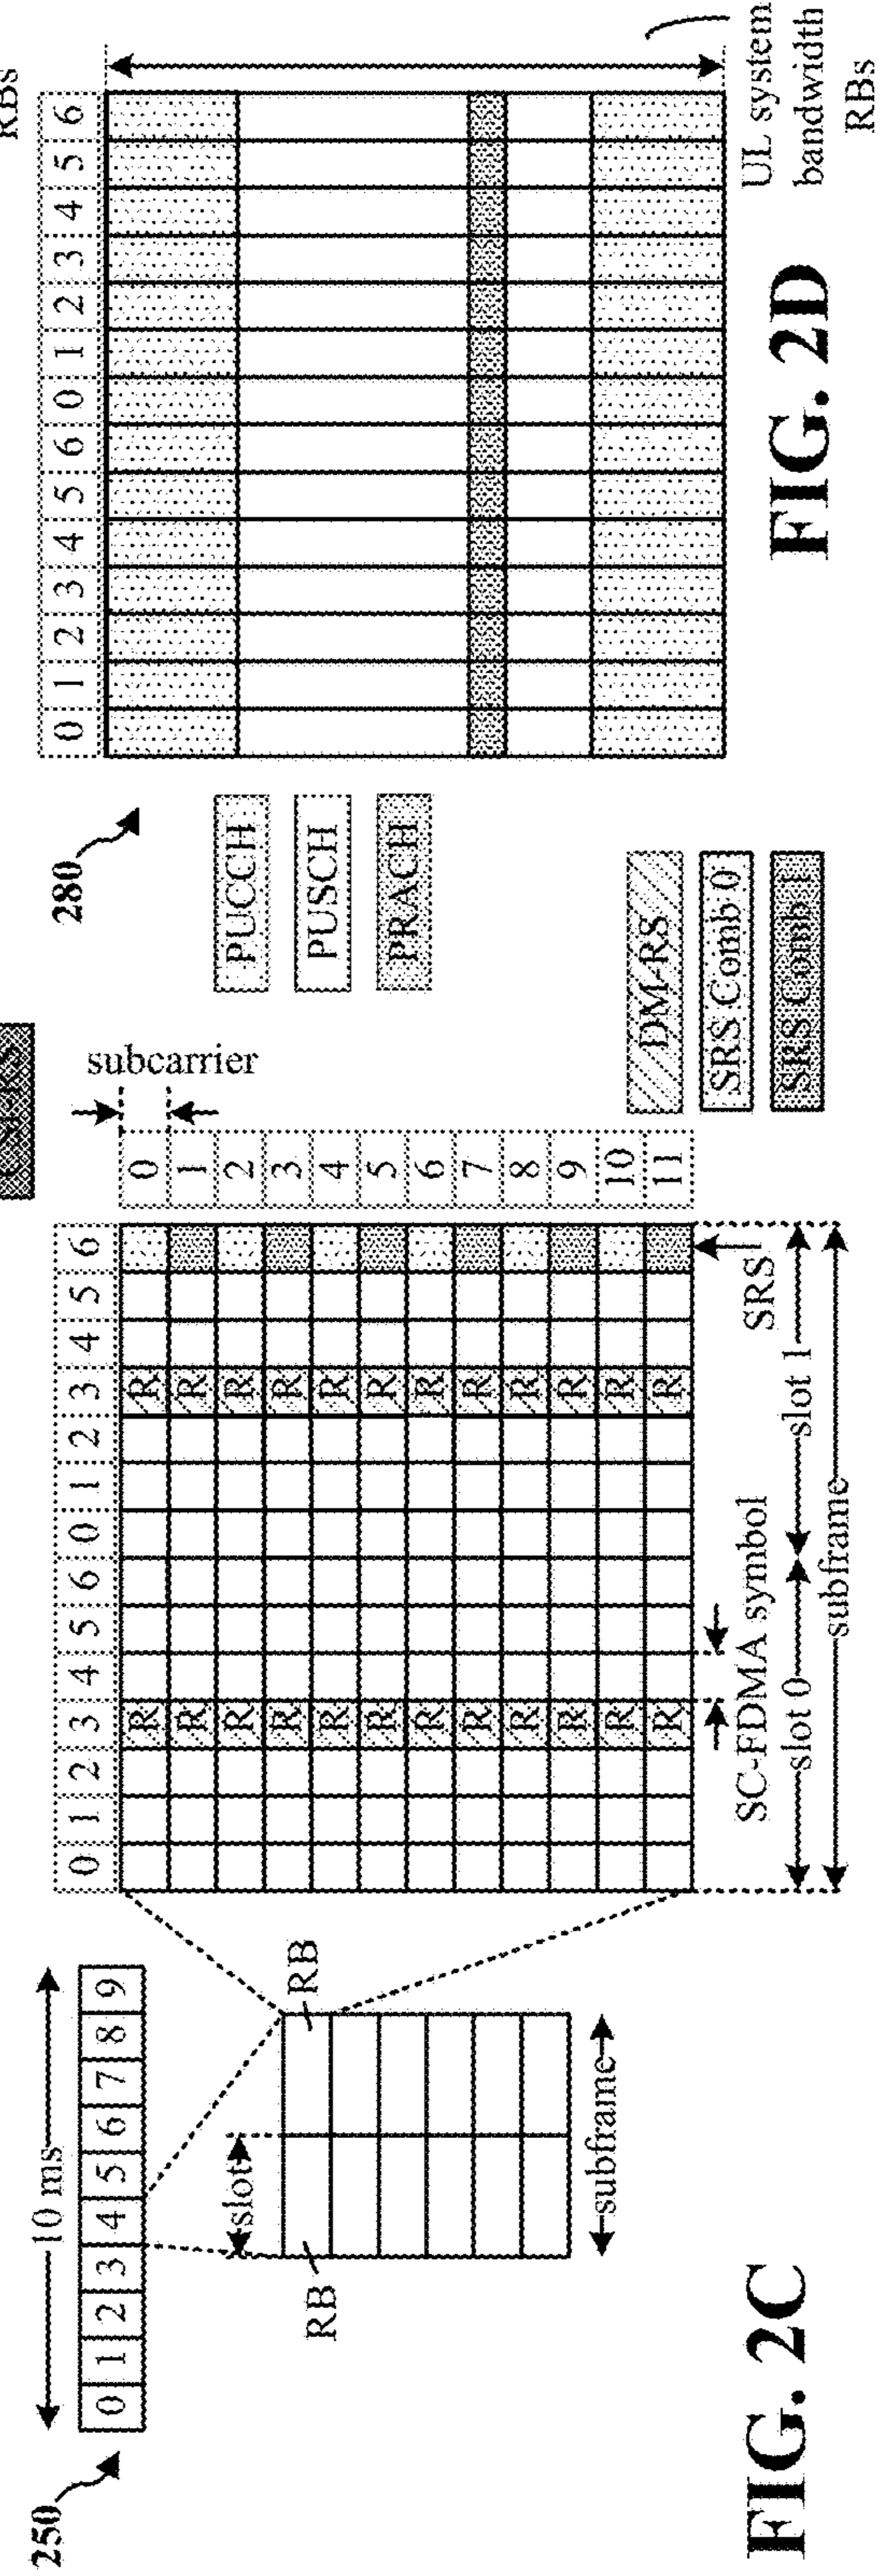 250
10 ms
0 1 2 3 4 5 6 7 8 9
slot
RB
RB
subframe
FIG. 2C
0 1 2 3 4 5 6 0 1 2 3 4 5 6
R R
R R
R R
R R
R R
R R
R R
R R
R R
R R
R R
R R
subcarrier
0
1
2
3
4
5
6
7
8
9
10
11
SC-FDMA symbol
SRS
slot 0
slot 1
subframe
CSI-RS
DM-RS
SRS Comb 0
SRS Comb 1
280
PUCCH
PUSCH
PRACH
0 1 2 3 4 5 6 0 1 2 3 4 5 6
RBs
UL system
bandwidth
RBs
FIG. 2D